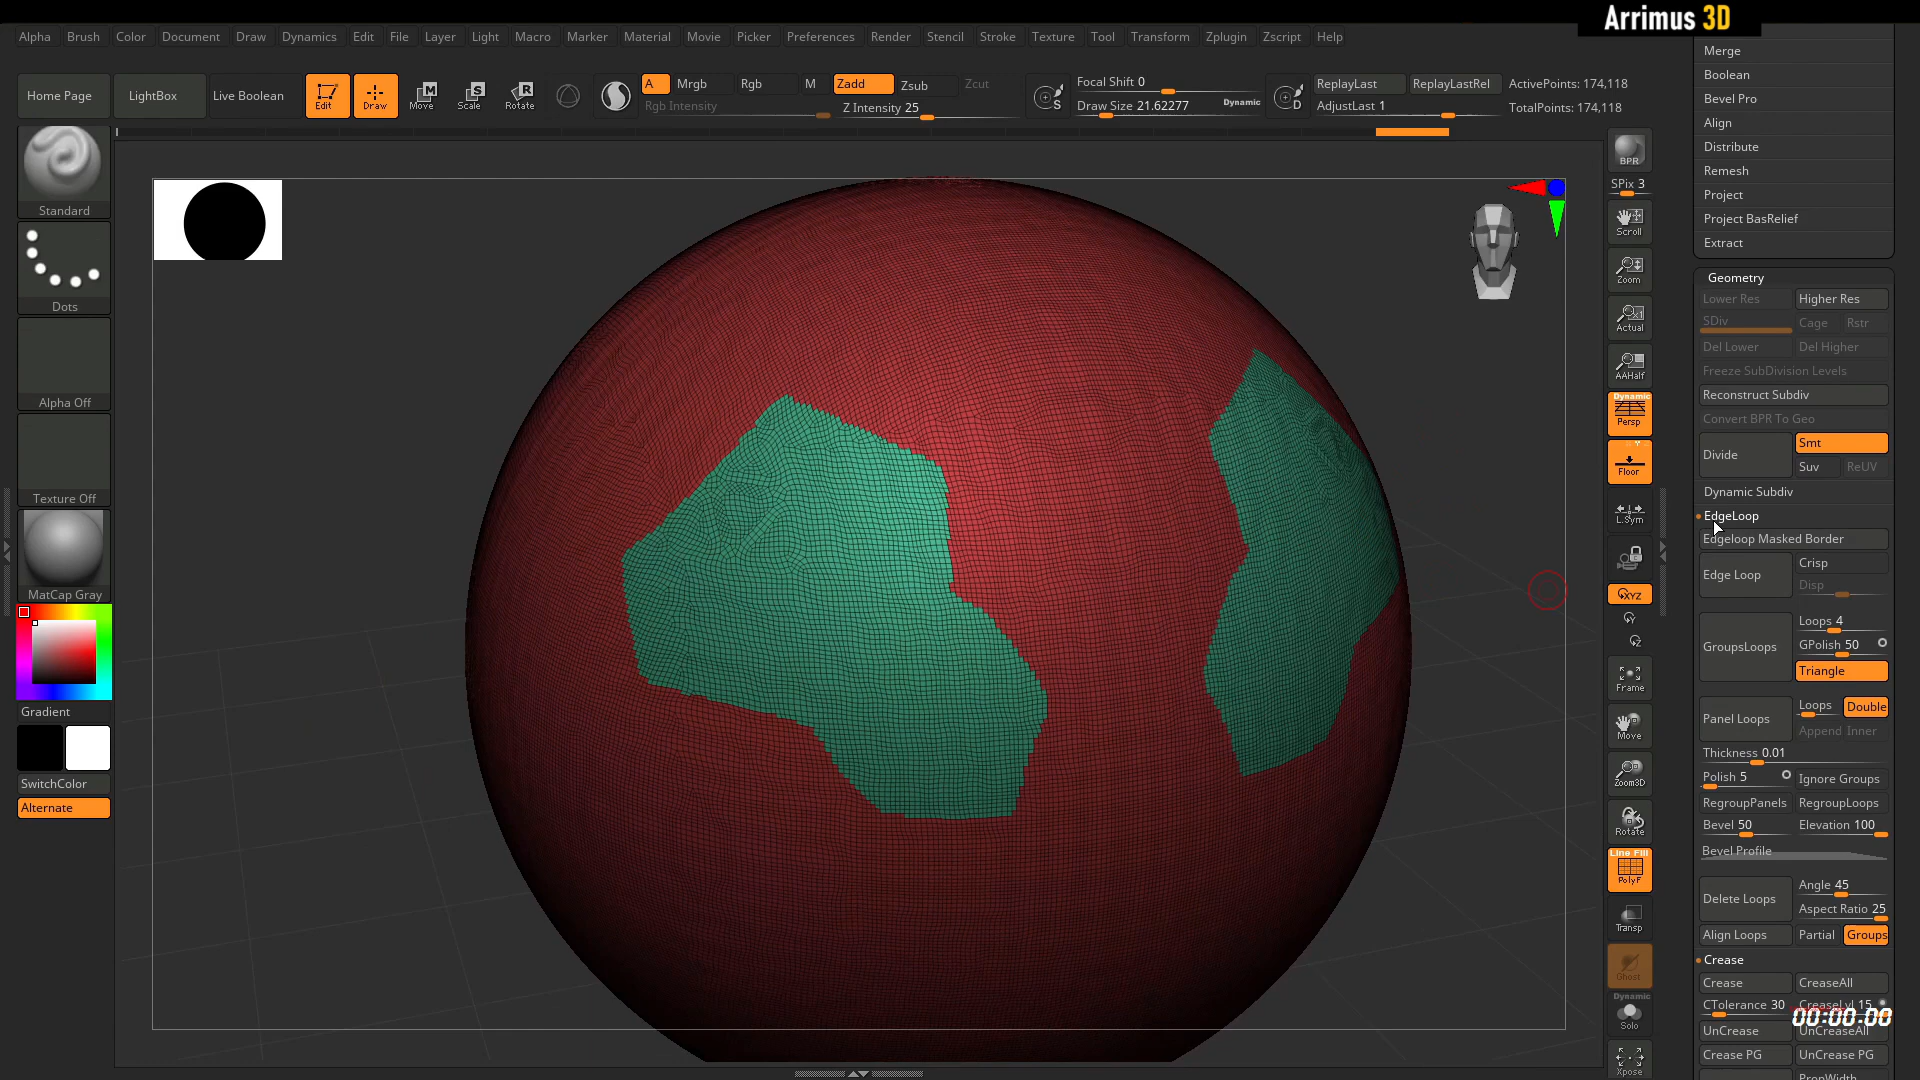 Arrimus 3D
Alpha Brush Color Document Draw Dynamics Edit File Layer Light Macro Marker Material Movie Picker Preferences Render Stencil Stroke Texture Tool Transform Zplugin Zscript Help
Home Page
LightBox
Live Boolean
Edit
Draw
Move
Scale
Rotate
A
Mrgb
Rgb
M
Zadd
Zsub
Zcut
Rgb Intensity
Z Intensity 25
S
Focal Shift 0
Draw Size 21.62277
Dynamic
D
ReplayLast
ReplayLastRel
AdjustLast 1
ActivePoints: 174,118
TotalPoints: 174,118
Standard
Dots
Alpha Off
Texture Off
MatCap Gray
Gradient
SwitchColor
Alternate
BPR
SPix 3
Scroll
Zoom
Actual
AAHalf
Dynamic
Persp
Floor
L.Sym
XYZ
Y
Z
Frame
Move
Zoom3D
Rotate
Line Fill
PolyF
Transp
Ghost
Dynamic
Solo
Xpose
Merge
Boolean
Bevel Pro
Align
Distribute
Remesh
Project
Project BasRelief
Extract
Geometry
Lower Res
Higher Res
SDiv
Cage
Rstr
Del Lower
Del Higher
Freeze SubDivision Levels
Reconstruct Subdiv
Convert BPR To Geo
Divide
Smt
Suv
ReUV
Dynamic Subdiv
EdgeLoop
Edgeloop Masked Border
Edge Loop
Crisp
Disp
GroupsLoops
Loops 4
GPolish 50
Triangle
Panel Loops
Loops
Double
Append
Inner
Thickness 0.01
Polish 5
Ignore Groups
RegroupPanels
RegroupLoops
Bevel 50
Elevation 100
Bevel Profile
Delete Loops
Angle 45
Aspect Ratio 25
Align Loops
Partial
Groups
Crease
Crease
CreaseAll
CTolerance 30
CreaseLvl 15
00:00.00
UnCrease
UnCreaseAll
Crease PG
UnCrease PG